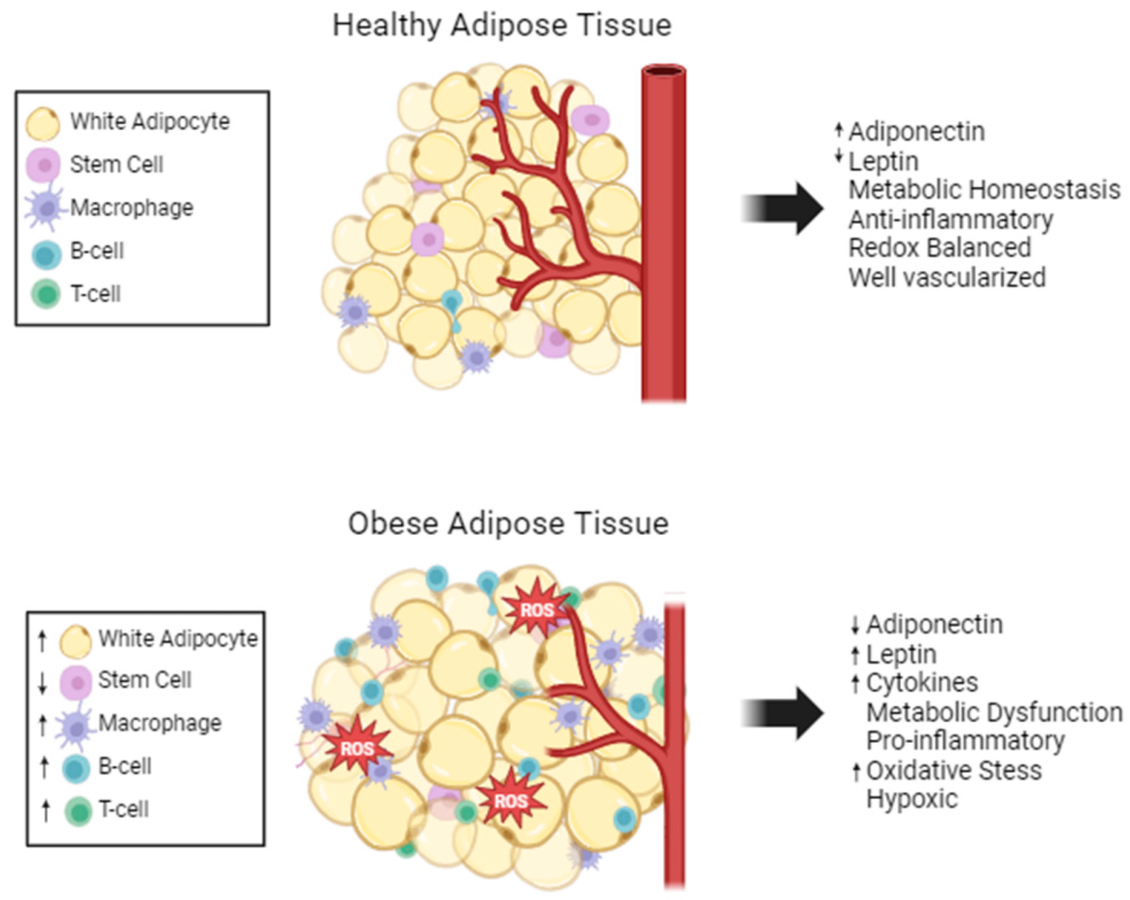 Healthy Adipose Tissue
White Adipocyte
Stem Cell
Macrophage
B-cell
T-cell
↑ Adiponectin
↓ Leptin
Metabolic Homeostasis
Anti-inflammatory
Redox Balanced
Well vascularized
Obese Adipose Tissue
↑ White Adipocyte
↓ Stem Cell
↑ Macrophage
↑ B-cell
↑ T-cell
ROS
ROS
ROS
↓ Adiponectin
↑ Leptin
↑ Cytokines
Metabolic Dysfunction
Pro-inflammatory
↑ Oxidative Stess
Hypoxic